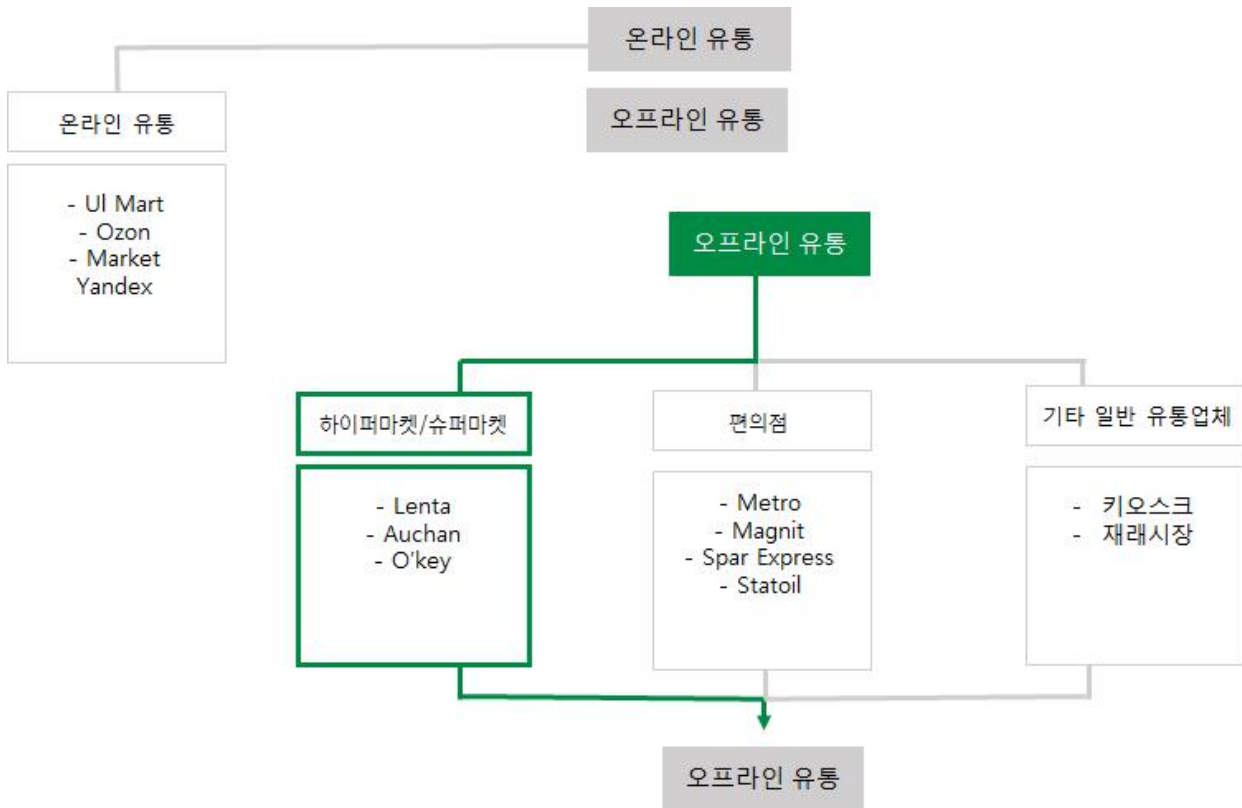 온라인 유통
오프라인 유통
온라인 유통
- Ul Mart
- Ozon
- Market
Yandex
오프라인 유통
하이퍼마켓/슈퍼마켓
- Lenta
- Auchan
- O'key
편의점
- Metro
- Magnit
- Spar Express
- Statoil
기타 일반 유통업체
- 키오스크
- 재래시장
오프라인 유통